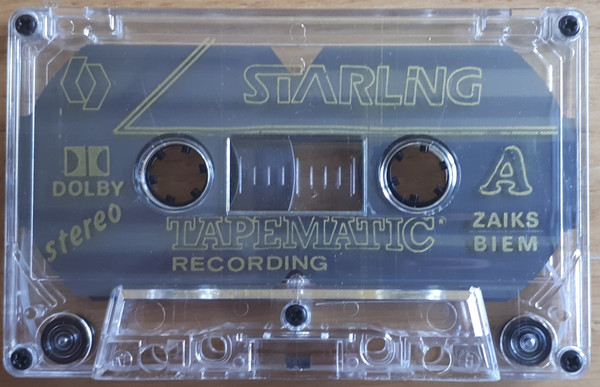 STARLING
DOLBY
A
stereo
ZAIKS
BIEM
TAPEMATIC
RECORDING